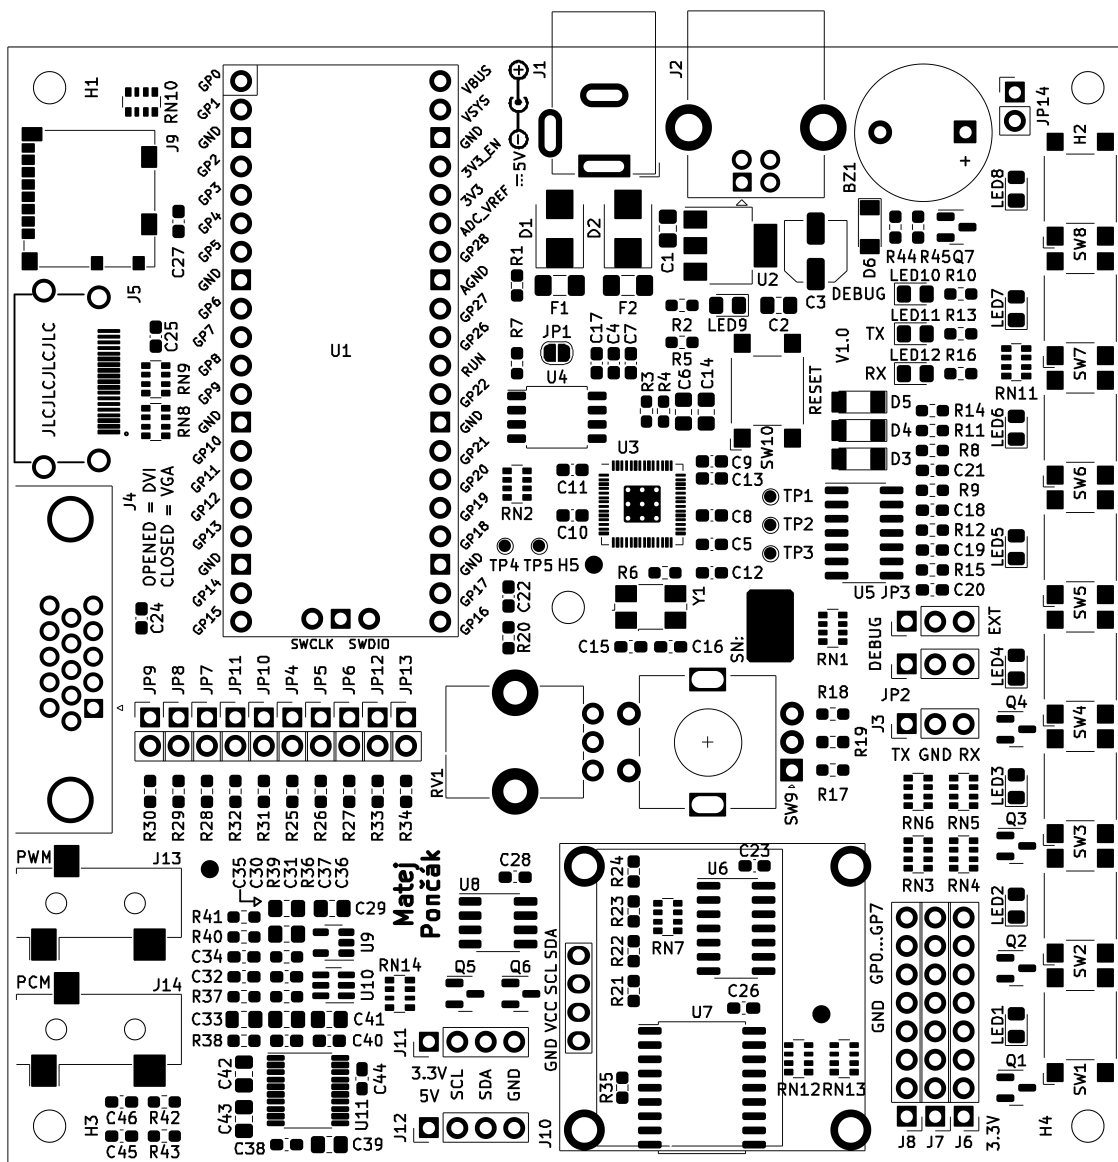 H1
RN10
J9
C27
J5
JLCJLCJLCJLC
C25
RN9
RN8
J4
OPENED = DVI
CLOSED = VGA
C24
GP0
GP1
GND
GP2
GP3
GP4
GP5
GND
GP6
GP7
GP8
GP9
GND
GP10
GP11
GP12
GP13
GND
GP14
GP15
U1
SWCLK SWDIO
VBUS
VSYS
GND
3V3_EN
3V3
ADC_VREF
GP28
AGND
GP27
GP26
RUN
GP22
GND
GP21
GP20
GP19
GP18
GND
GP17
GP16
5V
J1
J2
BZ1
+
JP14
H2
D1
D2
C1
U2
C3
D6
R44
R45
Q7
LED8
SW8
R1
F1
F2
R2
LED9
C2
DEBUG
LED10
R10
LED11
TX
R13
LED12
RX
R16
V1.0
LED7
SW7
RN11
R7
JP1
C17
C4
C7
R5
U4
R3
R4
C6
C14
RESET
SW10
D5
D4
D3
R14
R11
R8
C21
R9
C18
R12
C19
R15
C20
LED6
SW6
U3
C9
C13
C11
C10
RN2
C8
C5
C12
TP1
TP2
TP3
TP4
TP5
H5
R6
Y1
C22
R20
C15
C16
SN:
RN1
U5
JP3
EXT
DEBUG
JP2
LED5
SW5
LED4
SW4
Q4
JP9
JP8
JP7
JP11
JP10
JP4
JP5
JP6
JP12
JP13
R30
R29
R28
R32
R31
R25
R26
R27
R33
R34
RV1
SW9
R18
R19
R17
J3
TX GND RX
RN6
RN5
RN3
RN4
LED3
Q3
SW3
PWM
J13
PCM
J14
C35
C30
R39
C31
R36
C37
C36
R41
R40
C34
C32
R37
C33
R38
C29
U9
U10
C41
C40
C42
C43
C38
U11
C39
C44
RN14
Matej
Pončák
C28
U8
Q5
Q6
J11
3.3V
5V
SCL
SDA
GND
J12
J10
GND VCC SCL SDA
R24
R23
R22
R21
R35
RN7
C23
U6
C26
U7
RN12
RN13
GP0...GP7
GND
LED2
Q2
SW2
LED1
Q1
SW1
J8
J7
J6
3.3V
H4
H3
C46
C45
R42
R43